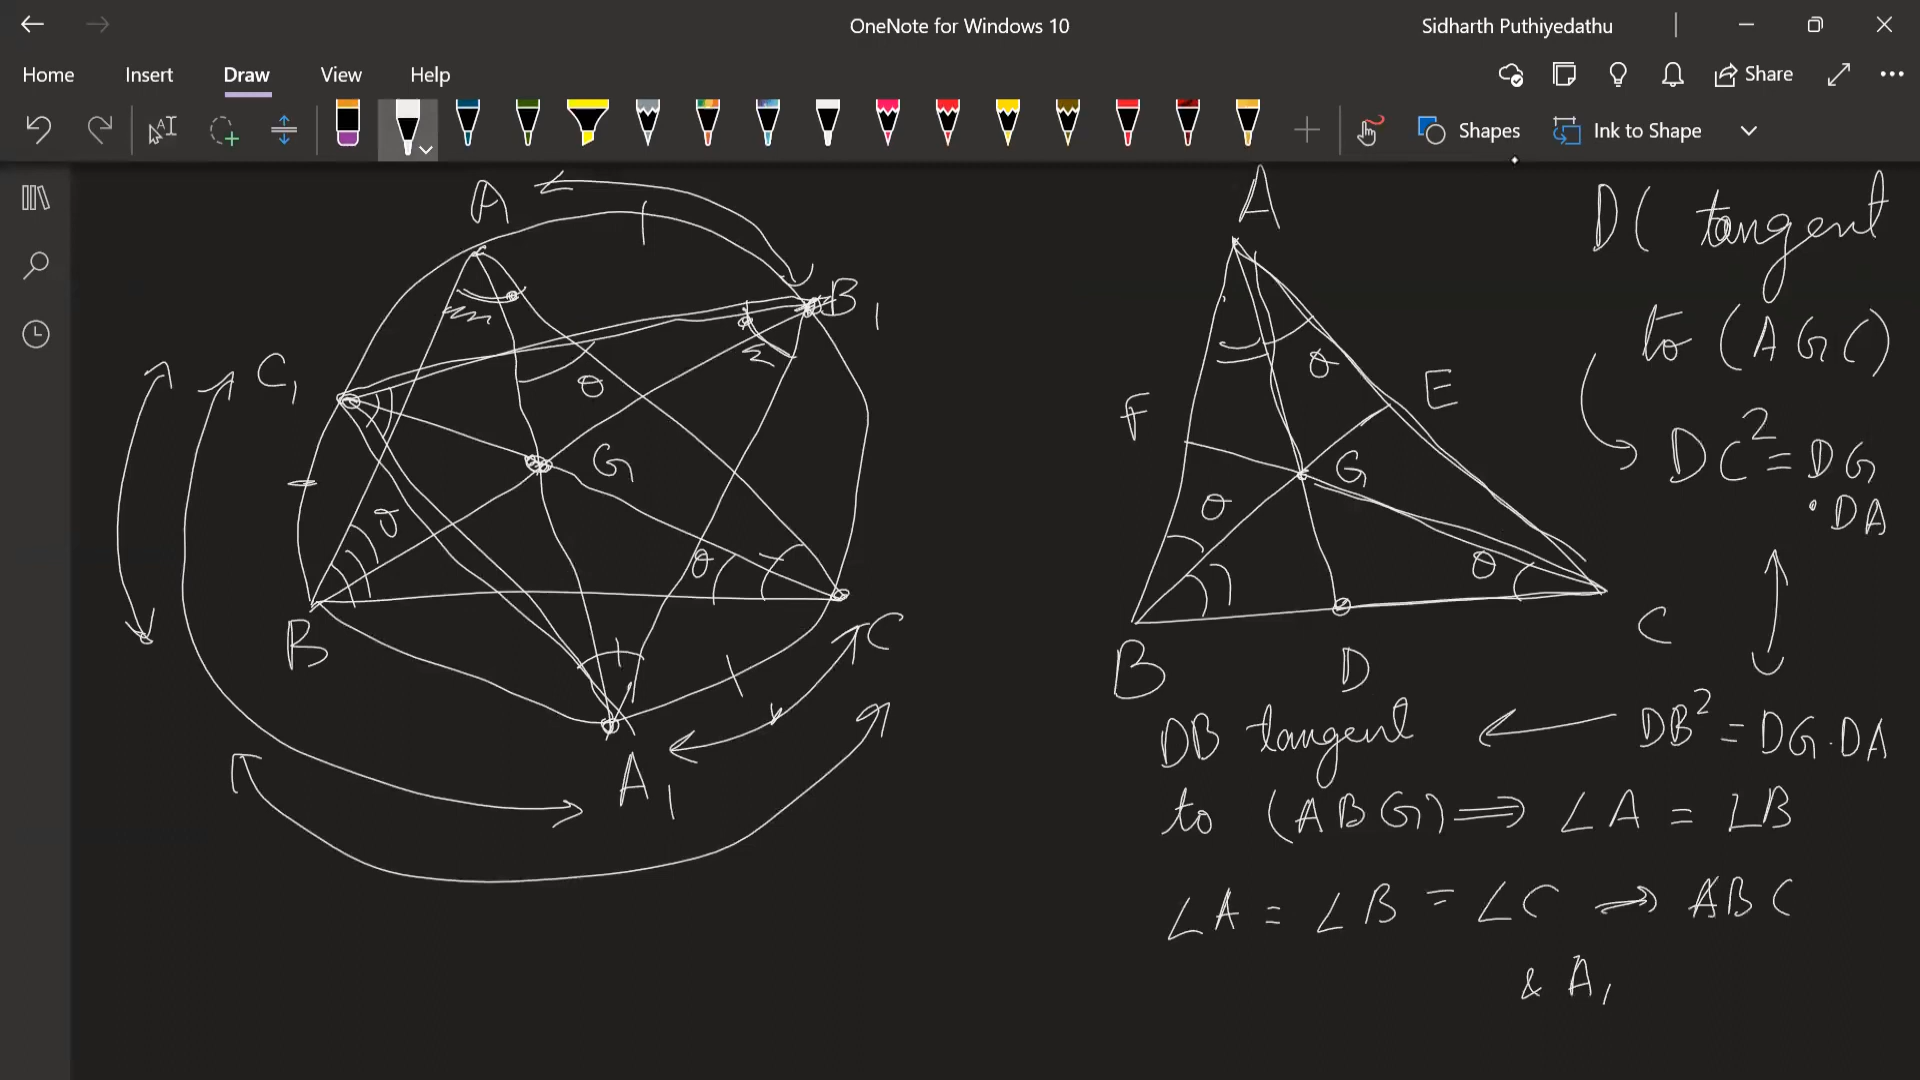 OneNote for Windows 10
Sidharth Puthiyedathu
Home Insert Draw View Help
Share
Shapes
Ink to Shape
A
B1
C1
θ
G
θ
θ
B
C
A1
A
θ
E
F
G
θ
θ
B
D
C
DC tangent
to (AGC)
DC² = DG
· DA
DB² = DG · DA
DB tangent
to (ABG) ⟹ ∠A = ∠B
∠A = ∠B = ∠C → ABC
& A1